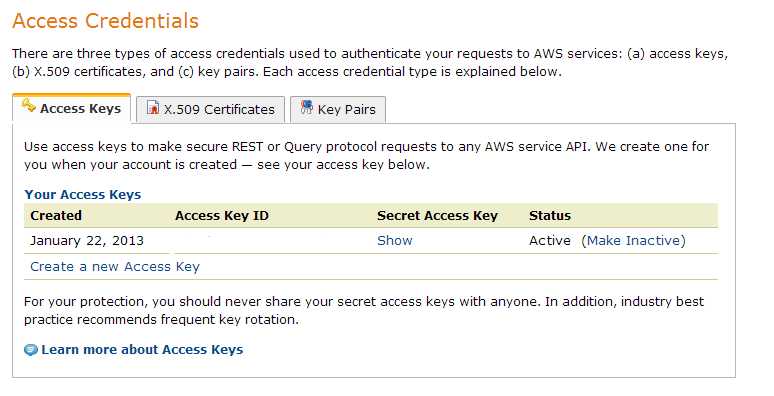 Access Credentials
There are three types of access credentials used to authenticate your requests to AWS services: (a) access keys,
(b) X.509 certificates, and (c) key pairs. Each access credential type is explained below.
Access Keys X.509 Certificates Key Pairs
Use access keys to make secure REST or Query protocol requests to any AWS service API. We create one for
you when your account is created — see your access key below.
Your Access Keys
Created Access Key ID Secret Access Key Status
January 22, 2013 Show Active (Make Inactive)
Create a new Access Key
For your protection, you should never share your secret access keys with anyone. In addition, industry best
practice recommends frequent key rotation.
Learn more about Access Keys